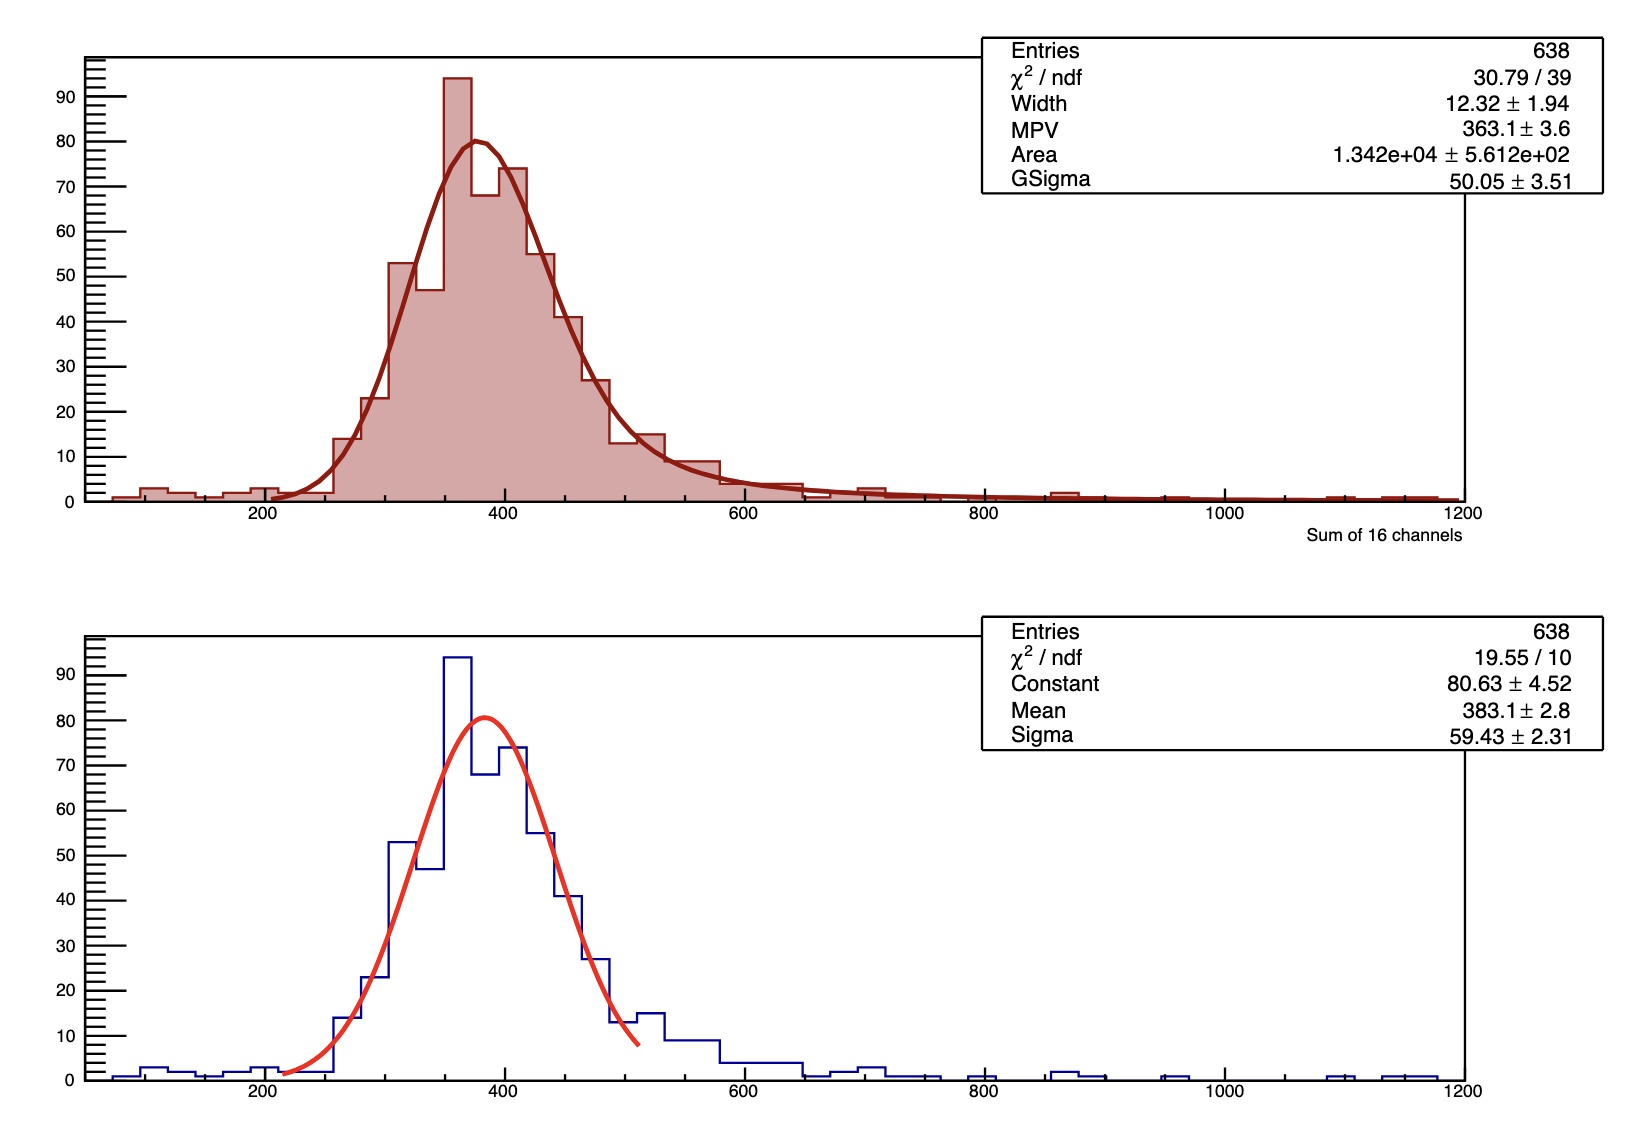 Entries 638
χ² / ndf 30.79 / 39
Width 12.32 ± 1.94
MPV 363.1± 3.6
Area 1.342e+04 ± 5.612e+02
GSigma 50.05 ± 3.51
90
80
70
60
50
40
30
20
10
0
200 400 600 800 1000 1200
Sum of 16 channels
Entries 638
χ² / ndf 19.55 / 10
Constant 80.63 ± 4.52
Mean 383.1± 2.8
Sigma 59.43 ± 2.31
90
80
70
60
50
40
30
20
10
0
200 400 600 800 1000 1200